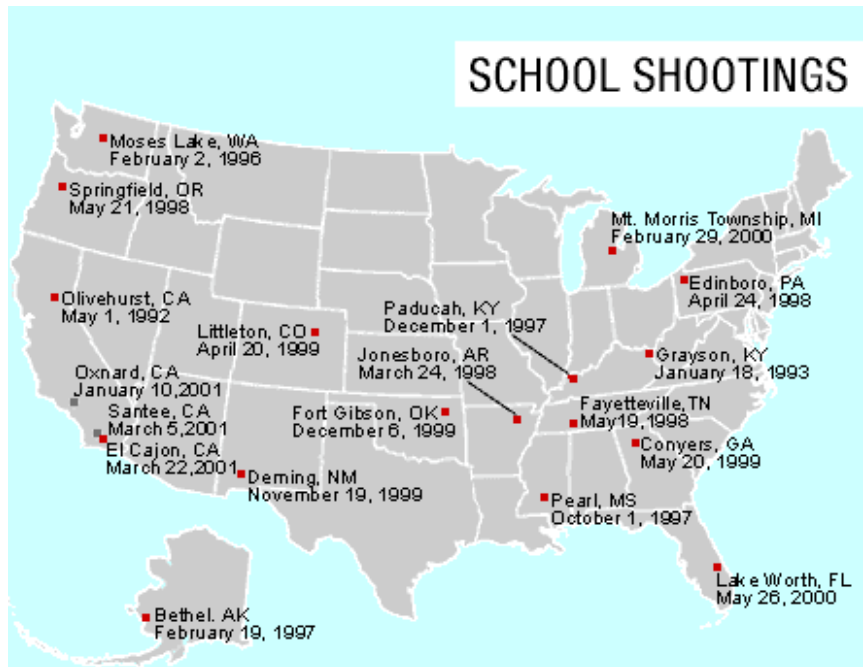 SCHOOL SHOOTINGS
Moses Lake, WA
February 2, 1996
Springfield, OR
May 21, 1998
Mt. Morris Township, MI
February 29, 2000
Edinboro, PA
April 24, 1998
Olivehurst, CA
May 1, 1992
Paducah, KY
December 1, 1997
Littleton, CO
April 20, 1999
Jonesboro, AR
March 24, 1998
Grayson, KY
January 18, 1993
Oxnard, CA
January 10,2001
Santee, CA
March 5,2001
El Cajon, CA
March 22,2001
Fort Gibson, OK
December 6, 1999
Fayetteville,TN
May19,1998
Conyers, GA
May 20, 1999
Deming, NM
November 19, 1999
Pearl, MS
October 1, 1997
Lake Worth, FL
May 26, 2000
Bethel. AK
February 19, 1997